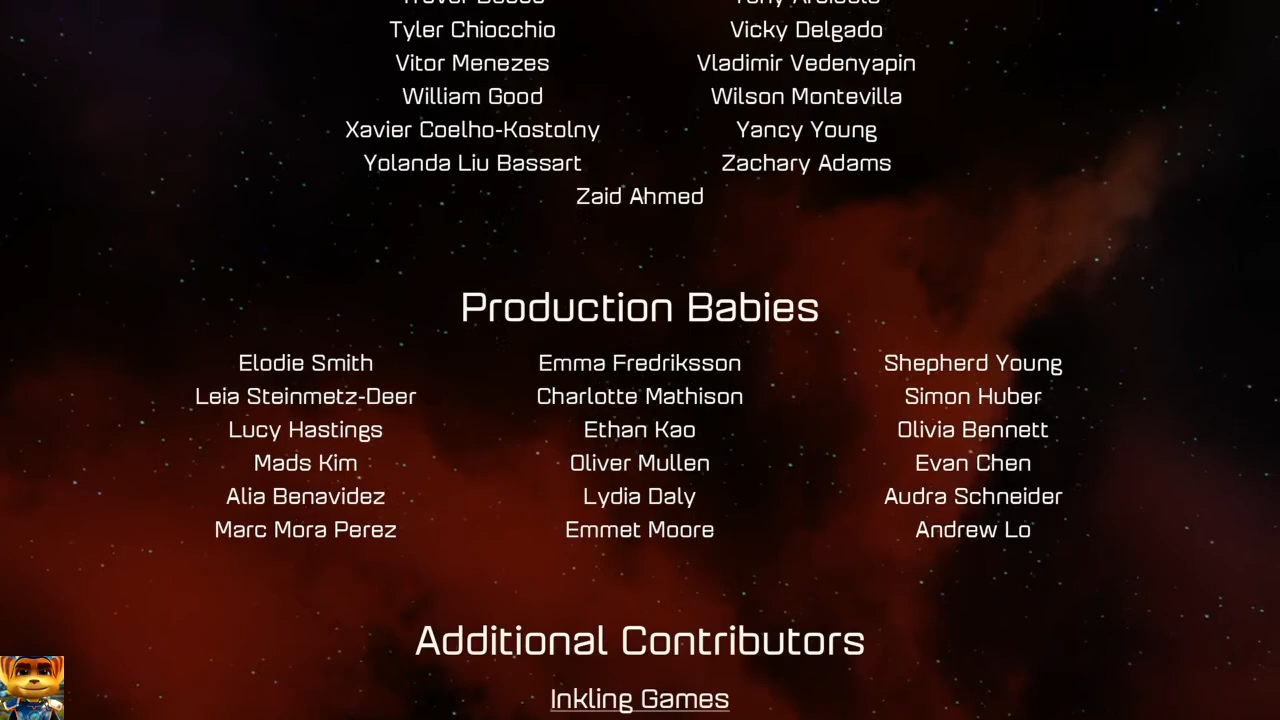 Tyler Chiocchio Vicky Delgado
Vitor Menezes Vladimir Vedenyapin
William Good Wilson Montevilla
Xavier Coelho-Kostolny Yancy Young
Yolanda Liu Bassart Zachary Adams
Zaid Ahmed
Production Babies
Elodie Smith Emma Fredriksson Shepherd Young
Leia Steinmetz-Deer Charlotte Mathison Simon Huber
Lucy Hastings Ethan Kao Olivia Bennett
Mads Kim Oliver Mullen Evan Chen
Alia Benavidez Lydia Daly Audra Schneider
Marc Mora Perez Emmet Moore Andrew Lo
Additional Contributors
Inkling Games